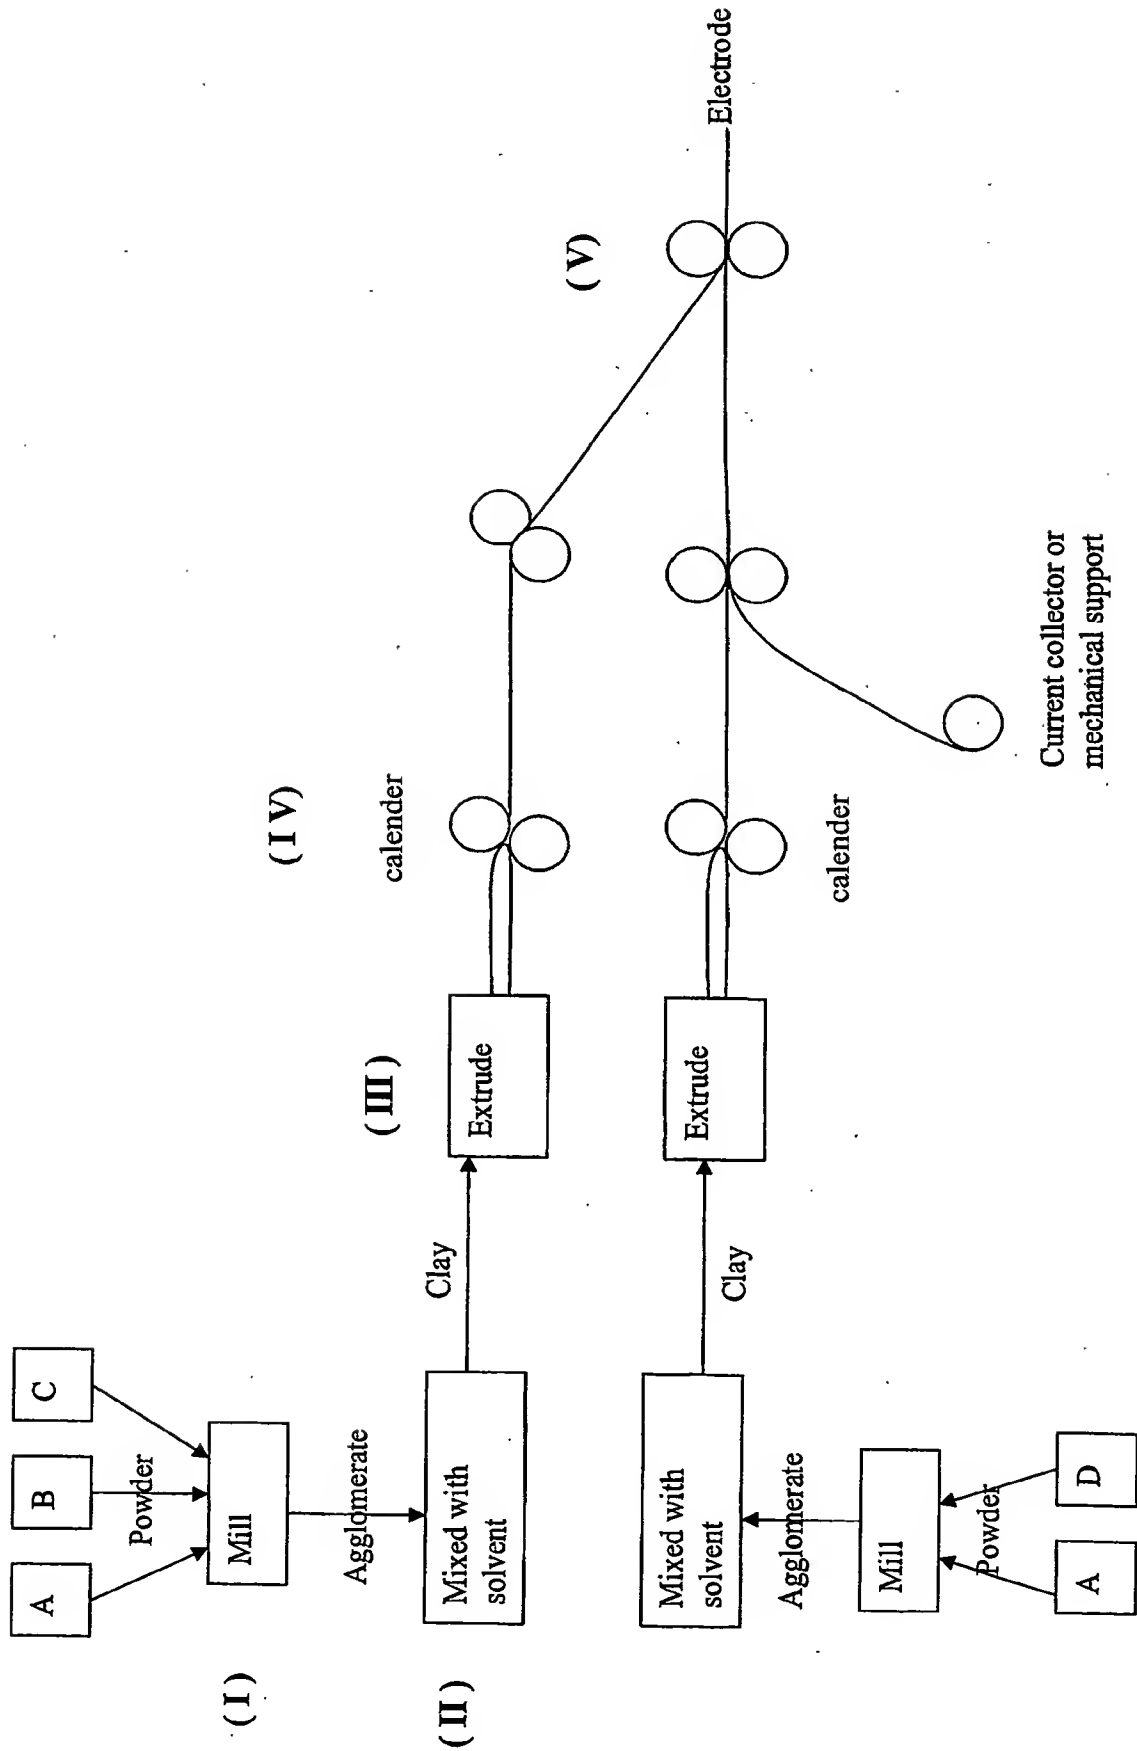 A
B
C
Powder
( I )
Mill
Agglomerate
( II )
Mixed with
solvent
Clay
( III )
Extrude
( I V)
calender
( V )
Mixed with
solvent
Clay
Extrude
calender
Electrode
Agglomerate
Mill
Powder
A
D
Current collector or
mechanical support